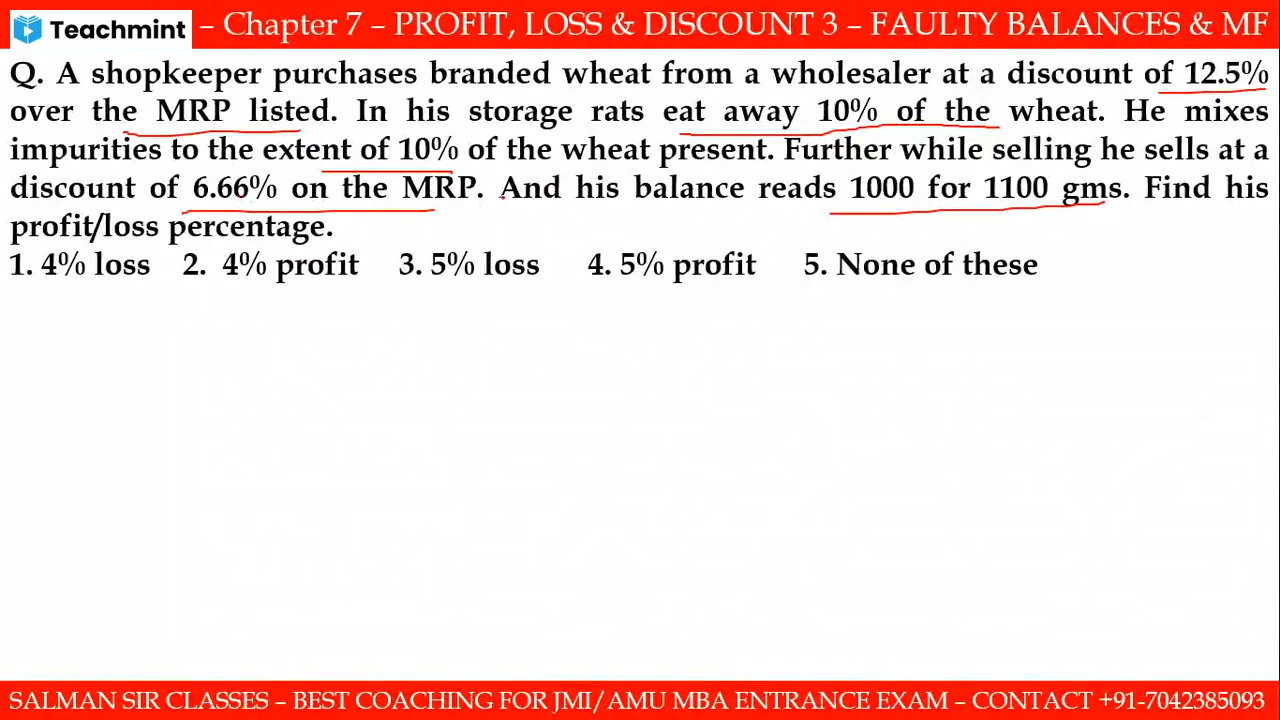 Teachmint – Chapter 7 – PROFIT, LOSS & DISCOUNT 3 – FAULTY BALANCES & MF
Q. A shopkeeper purchases branded wheat from a wholesaler at a discount of 12.5%
over the MRP listed. In his storage rats eat away 10% of the wheat. He mixes
impurities to the extent of 10% of the wheat present. Further while selling he sells at a
discount of 6.66% on the MRP. And his balance reads 1000 for 1100 gms. Find his
profit/loss percentage.
1. 4% loss 2. 4% profit 3. 5% loss 4. 5% profit 5. None of these
SALMAN SIR CLASSES – BEST COACHING FOR JMI/AMU MBA ENTRANCE EXAM – CONTACT +91-7042385093